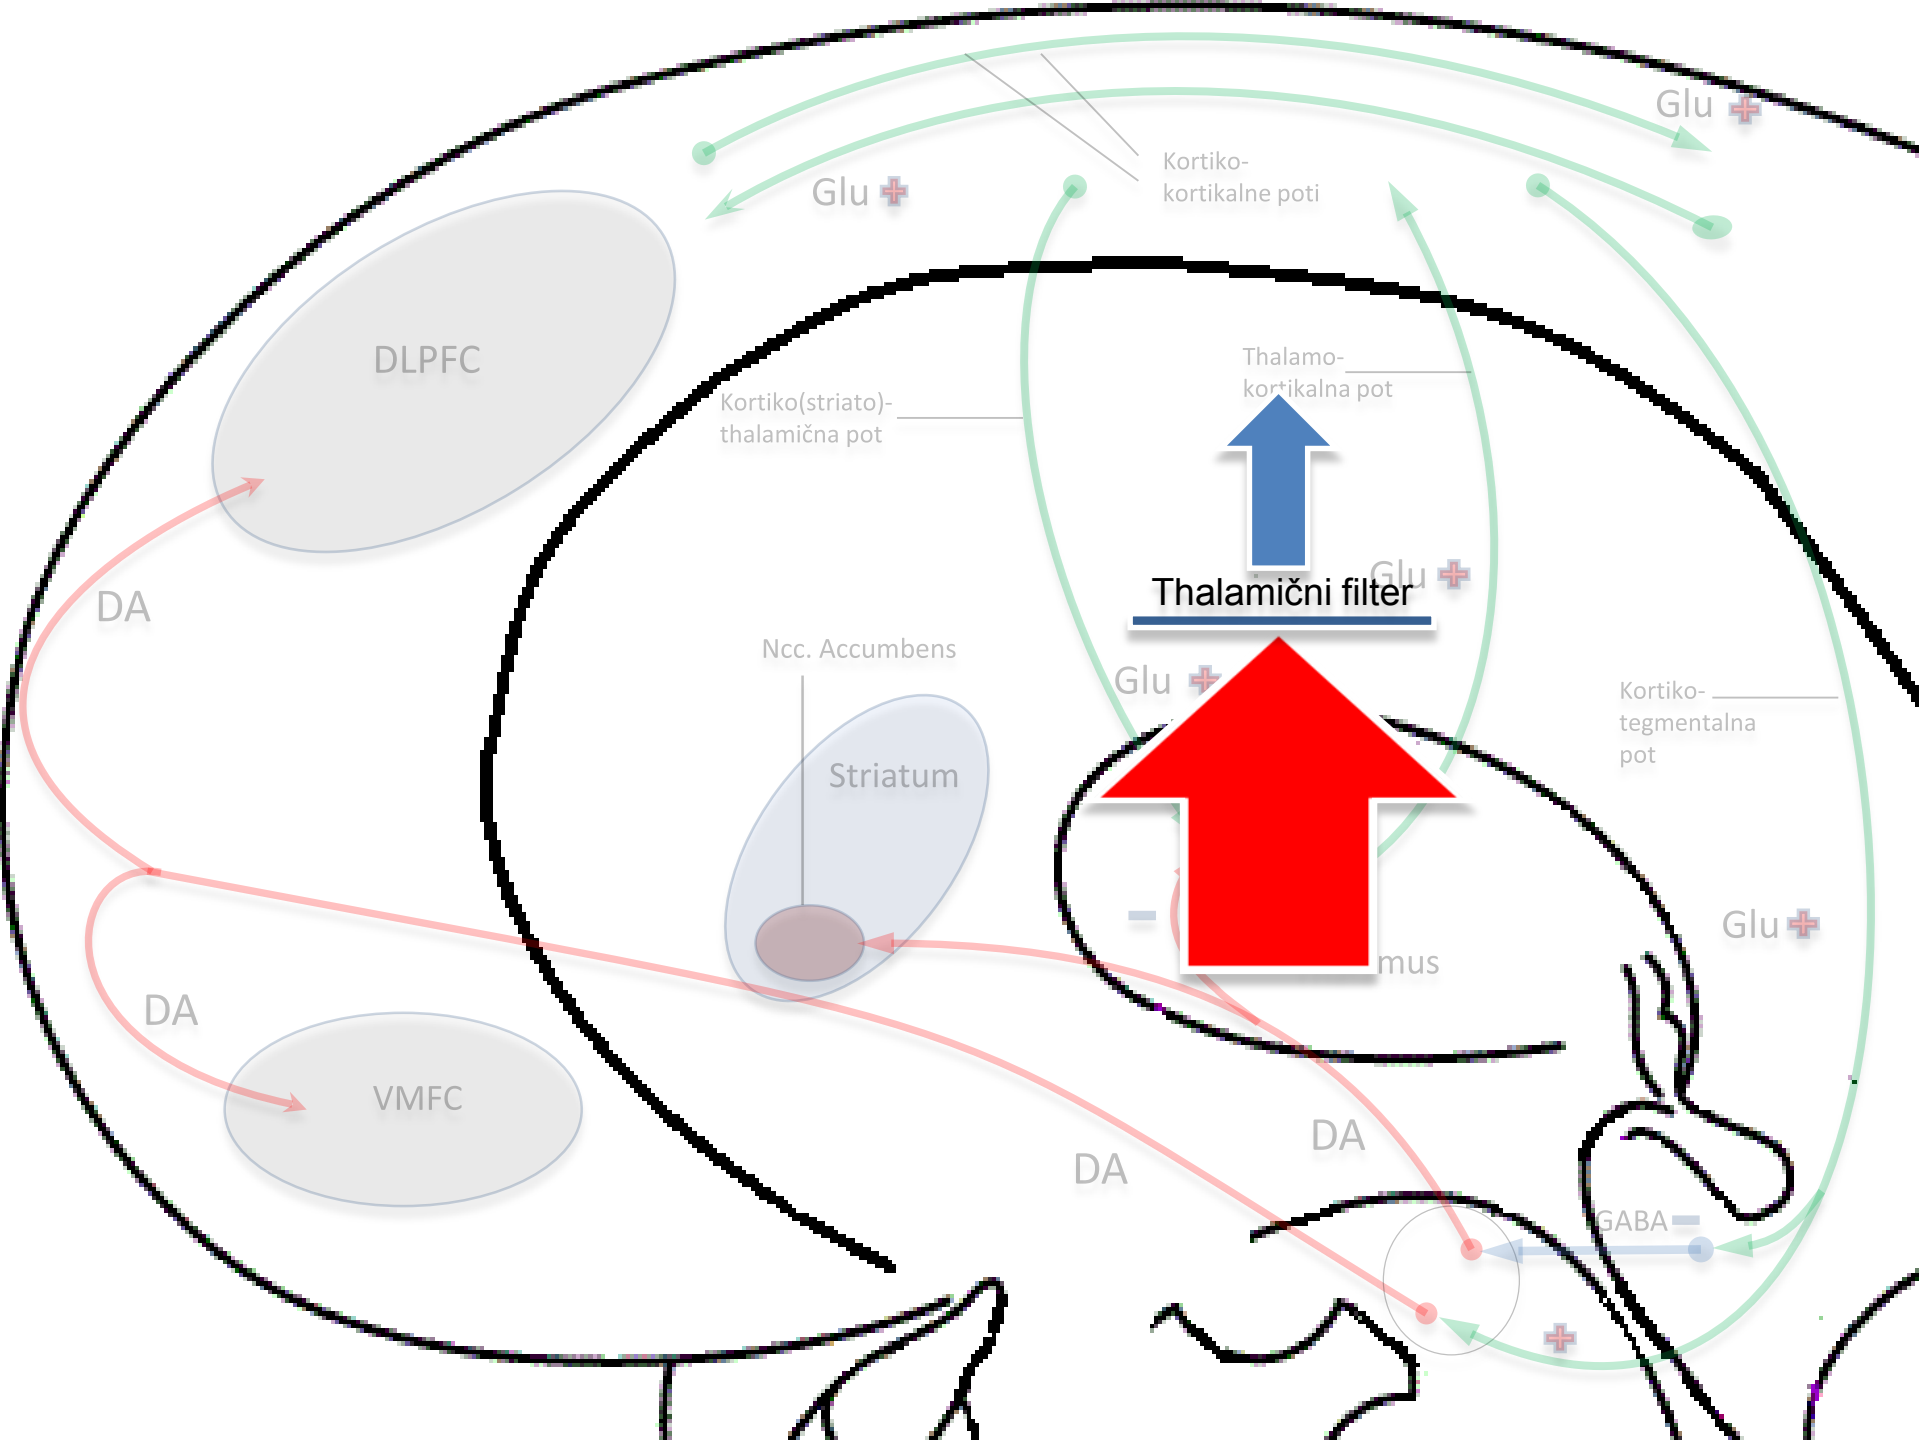 Glu
Kortiko-
kortikalne poti
Glu
DLPFC
Thalamo-
kortikalna pot
Kortiko(striato)-
thalamična pot
Glu
Thalamični filter
DA
Ncc. Accumbens
Glu
Kortiko-
tegmentalna
pot
Striatum
Glu
mus
DA
VMFC
DA
DA
GABA